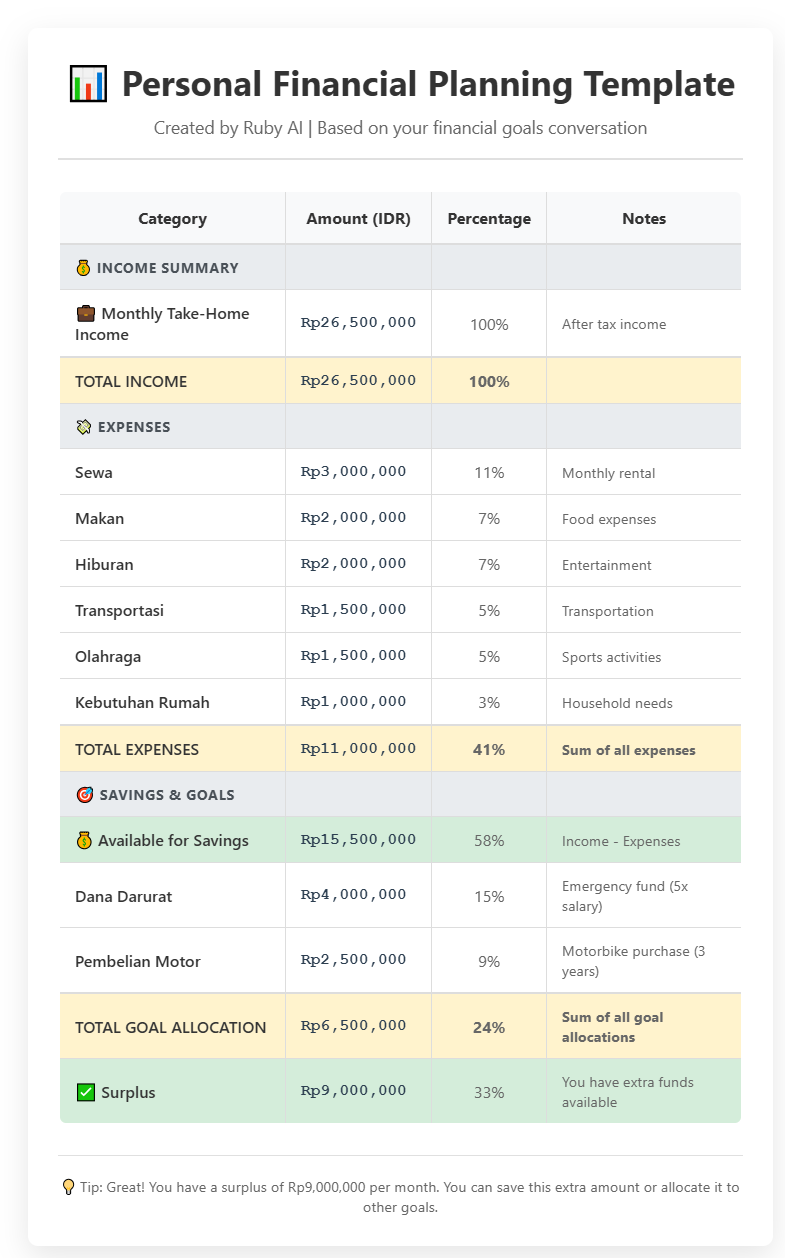 📊 Personal Financial Planning Template
Created by Ruby AI | Based on your financial goals conversation
Category Amount (IDR) Percentage Notes
💰 INCOME SUMMARY
💼 Monthly Take-Home Income Rp26,500,000 100% After tax income
TOTAL INCOME Rp26,500,000 100%
💸 EXPENSES
Sewa Rp3,000,000 11% Monthly rental
Makan Rp2,000,000 7% Food expenses
Hiburan Rp2,000,000 7% Entertainment
Transportasi Rp1,500,000 5% Transportation
Olahraga Rp1,500,000 5% Sports activities
Kebutuhan Rumah Rp1,000,000 3% Household needs
TOTAL EXPENSES Rp11,000,000 41% Sum of all expenses
🎯 SAVINGS & GOALS
💰 Available for Savings Rp15,500,000 58% Income - Expenses
Dana Darurat Rp4,000,000 15% Emergency fund (5x salary)
Pembelian Motor Rp2,500,000 9% Motorbike purchase (3 years)
TOTAL GOAL ALLOCATION Rp6,500,000 24% Sum of all goal allocations
✅ Surplus Rp9,000,000 33% You have extra funds available
💡 Tip: Great! You have a surplus of Rp9,000,000 per month. You can save this extra amount or allocate it to
other goals.